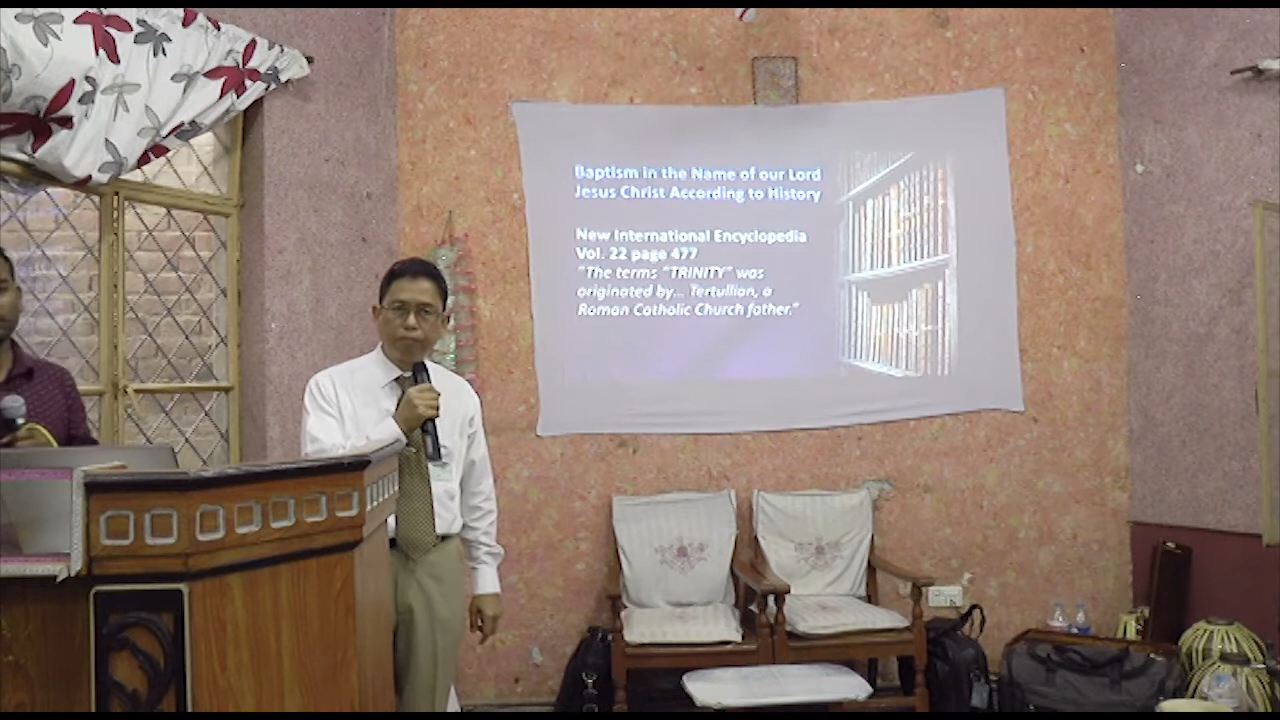 Baptism in the Name of our Lord
Jesus Christ According to History
New International Encyclopedia
Vol. 22 page 477
“The terms “TRINITY” was
originated by... Tertullian, a
Roman Catholic Church father.”